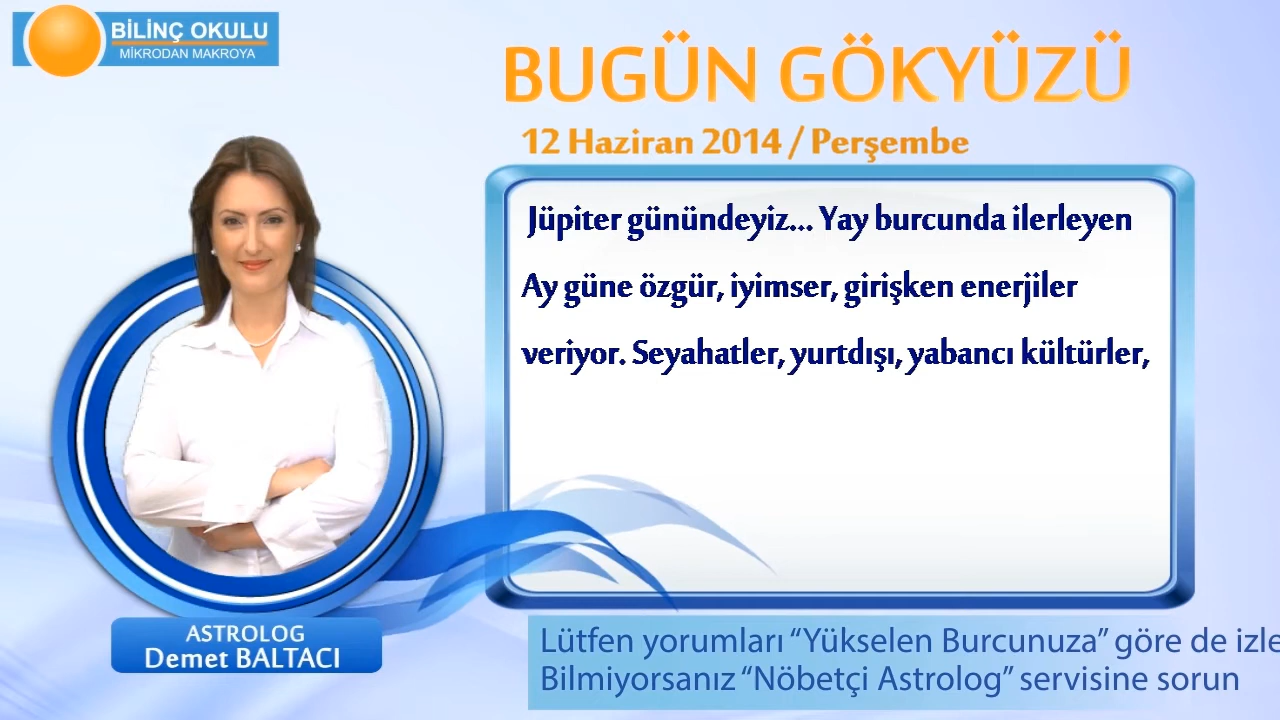 BİLİNÇ OKULU
MİKRODAN MAKROYA
BUGÜN GÖKYÜZÜ
12 Haziran 2014 / Perşembe
Jüpiter günündeyiz... Yay burcunda ilerleyen
Ay güne özgür, iyimser, girişken enerjiler
veriyor. Seyahatler, yurtdışı, yabancı kültürler,
ASTROLOG
Demet BALTACI
Lütfen yorumları “Yükselen Burcunuza” göre de izle
Bilmiyorsanız “Nöbetçi Astrolog” servisine sorun